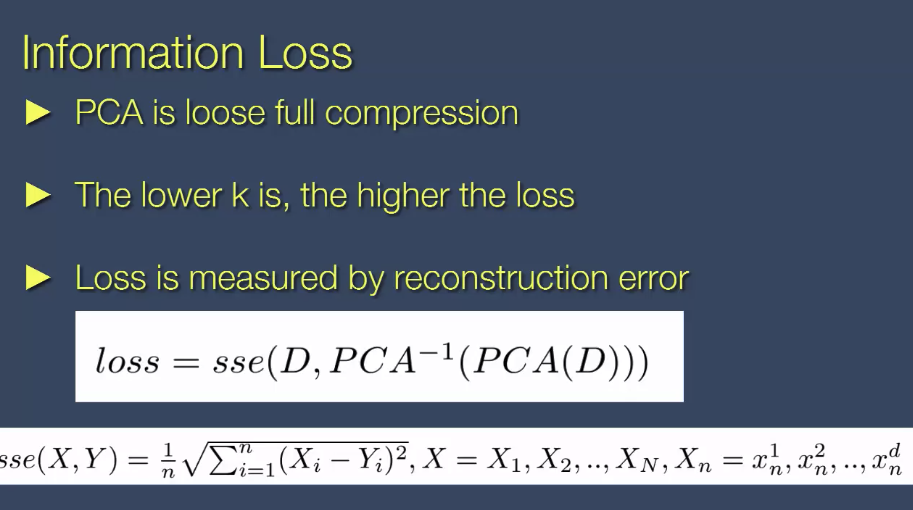 Information Loss
► PCA is loose full compression
► The lower k is, the higher the loss
► Loss is measured by reconstruction error
loss = sse(D, PCA⁻¹(PCA(D)))
sse(X, Y) = \frac{1}{n}\sqrt{\sum_{i=1}^{n}(X_i - Y_i)^2}, X = X_1, X_2, .., X_N, X_n = x_n^1, x_n^2, .., x_n^d